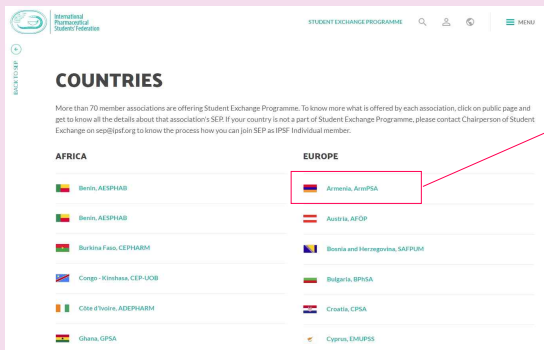 International
Pharmaceutical
Students' Federation
STUDENT EXCHANGE PROGRAMME
MENU
BACK TO SEP
COUNTRIES
More than 70 member associations are offering Student Exchange Programme. To know more what is offered by each association, click on public page and
get to know all the details about that association's SEP. If your country is not a part of Student Exchange Programme, please contact Chairperson of Student
Exchange on sep@ipsf.org to know the process how you can join SEP as IPSF Individual member.
AFRICA
Benin, AESPHAB
Benin, AESPHAB
Burkina Faso, CEPHARM
Congo - Kinshasa, CEP-UOB
Côte d'Ivoire, ADEPHARM
Ghana, GPSA
EUROPE
Armenia, ArmPSA
Austria, AFÖP
Bosnia and Herzegovina, SAFPUM
Bulgaria, BPhSA
Croatia, CPSA
Cyprus, EMUPSS